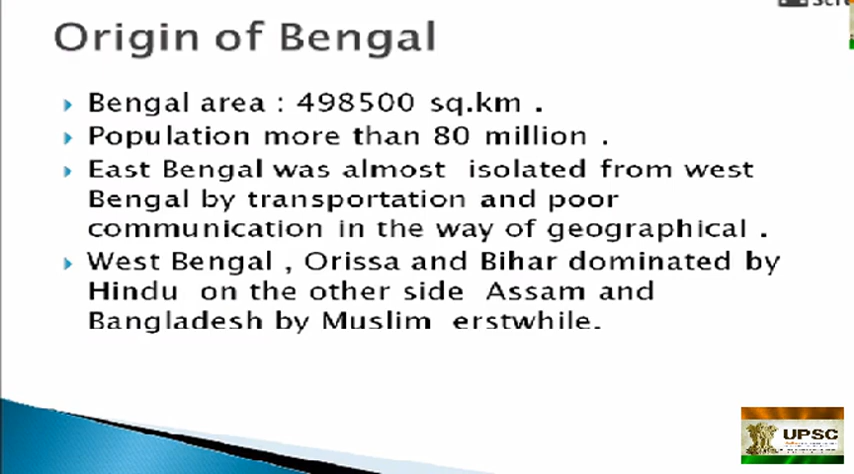 Origin of Bengal
Bengal area : 498500 sq.km .
Population more than 80 million .
East Bengal was almost isolated from west
Bengal by transportation and poor
communication in the way of geographical .
West Bengal , Orissa and Bihar dominated by
Hindu on the other side Assam and
Bangladesh by Muslim erstwhile.
UPSC